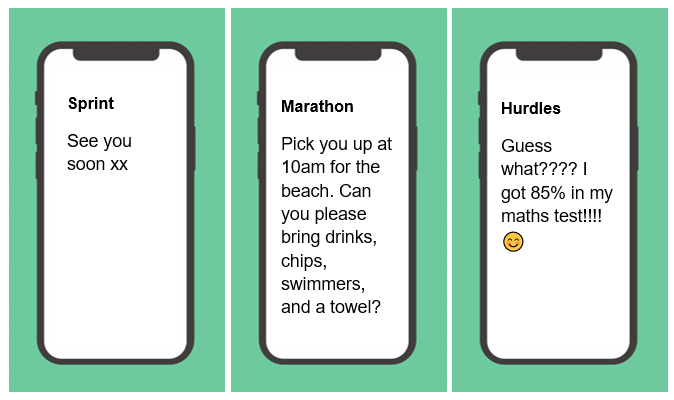 Sprint
See you
soon xx
Marathon
Pick you up at
10am for the
beach. Can
you please
bring drinks,
chips,
swimmers,
and a towel?
Hurdles
Guess
what???? I
got 85% in my
maths test!!!!
😊